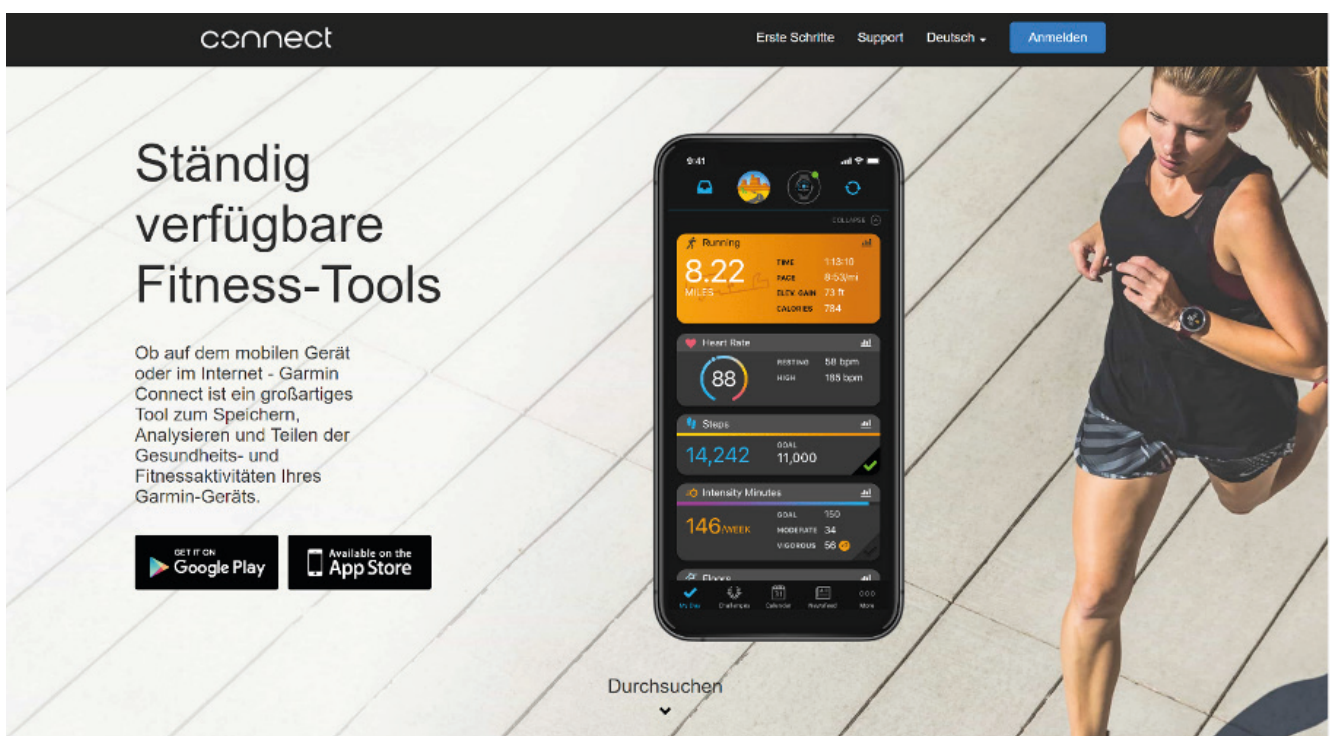 connect
Erste Schritte Support Deutsch Anmelden
Ständig
verfügbare
Fitness-Tools
Ob auf dem mobilen Gerät
oder im Internet - Garmin
Connect ist ein großartiges
Tool zum Speichern,
Analysieren und Teilen der
Gesundheits- und
Fitnessaktivitäten Ihres
Garmin-Geräts.
GET IT ON
Google Play
Available on the
App Store
9:41
COLLAPSE
Running
8.22
MILES
TIME 1:13:10
PACE 8:53/mi
ELEV. GAIN 73 ft
CALORIES 784
Heart Rate
88
RESTING 58 bpm
HIGH 185 bpm
Steps
14,242
GOAL
11,000
Intensity Minutes
146/WEEK
GOAL 150
MODERATE 34
VIGOROUS 56 x2
Floors
My Day Challenges Calendar Newsfeed More
Durchsuchen